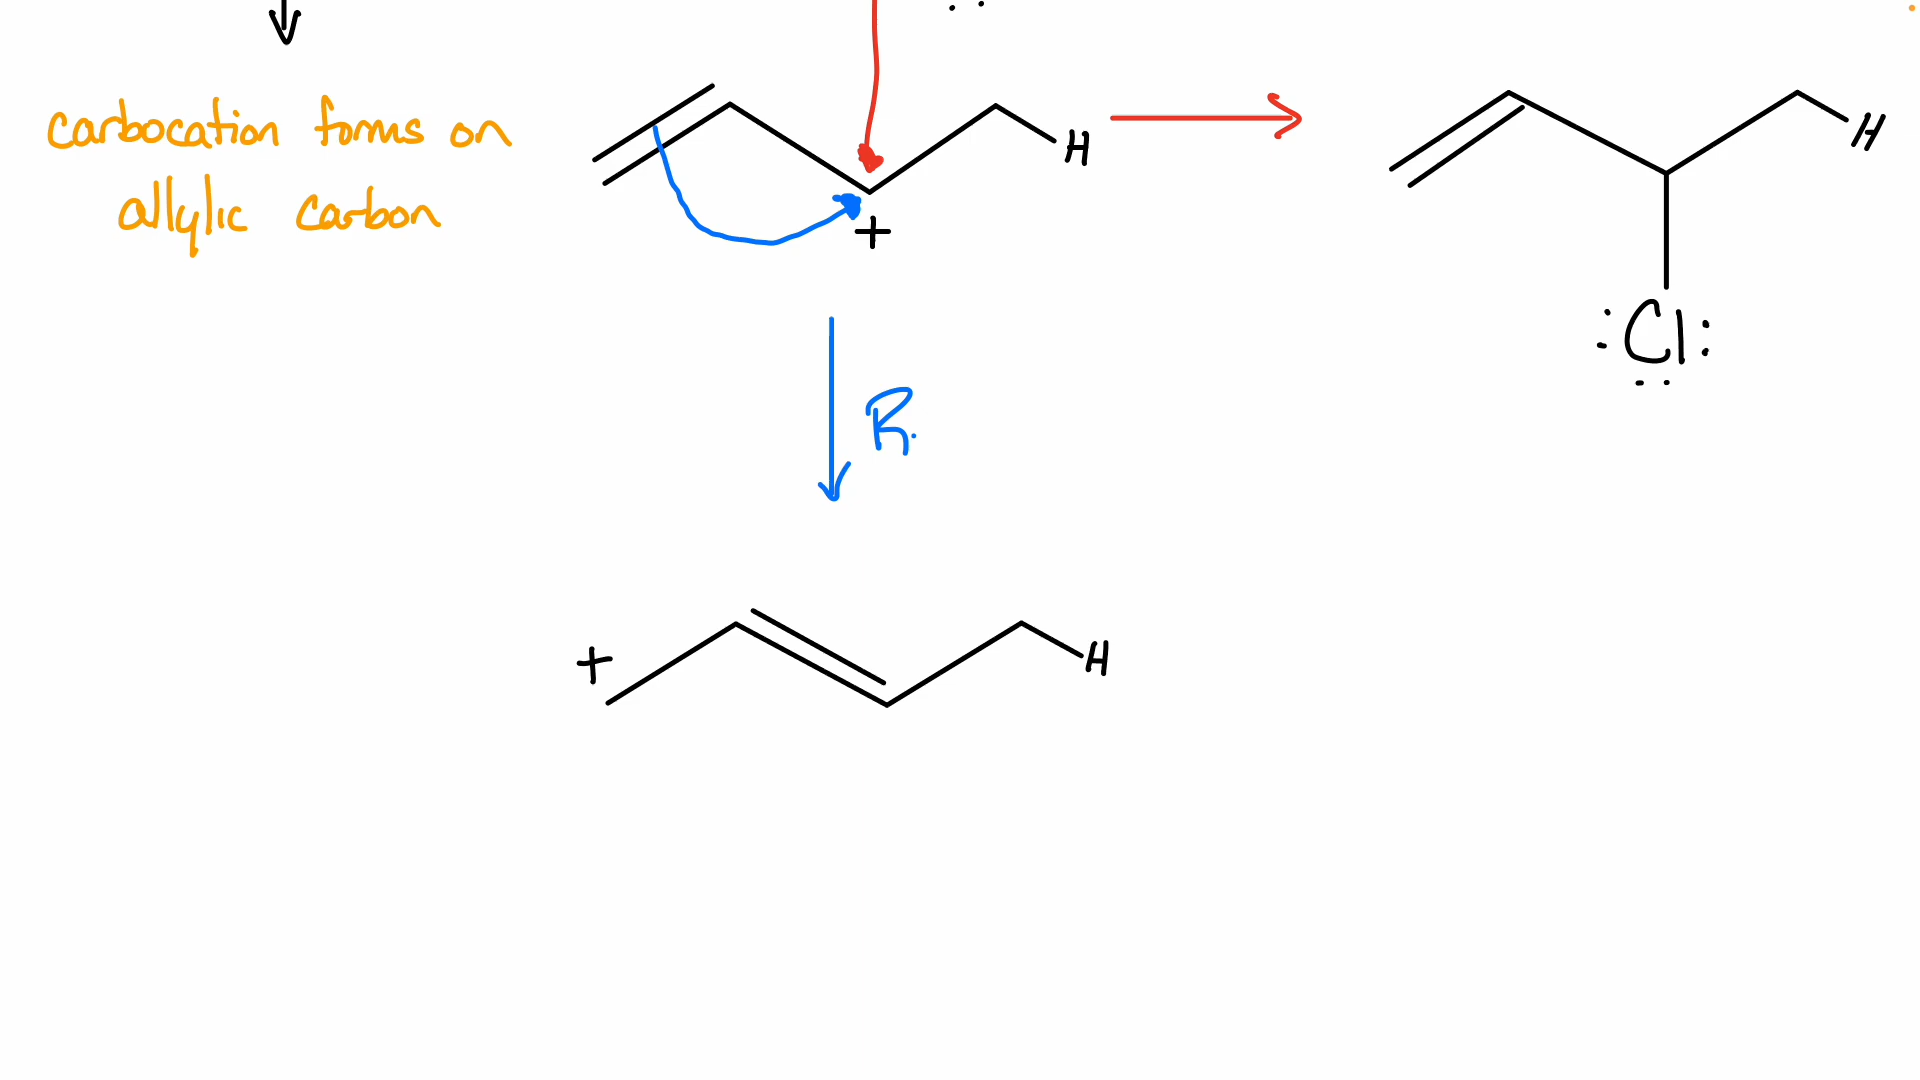 carbocation forms on
allylic carbon
H
+
H
:Cl:
R.
+
H